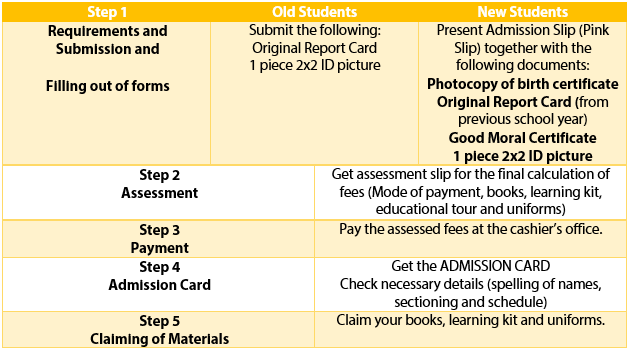 Step 1
Old Students
New Students
Requirements and
Submission and
Filling out of forms
Submit the following:
Original Report Card
1 piece 2x2 ID picture
Present Admission Slip (Pink
Slip) together with the
following documents:
Photocopy of birth certificate
Original Report Card (from
previous school year)
Good Moral Certificate
1 piece 2x2 ID picture
Step 2
Assessment
Get assessment slip for the final calculation of
fees (Mode of payment, books, learning kit,
educational tour and uniforms)
Step 3
Payment
Pay the assessed fees at the cashier's office.
Step 4
Admission Card
Get the ADMISSION CARD
Check necessary details (spelling of names,
sectioning and schedule)
Step 5
Claiming of Materials
Claim your books, learning kit and uniforms.